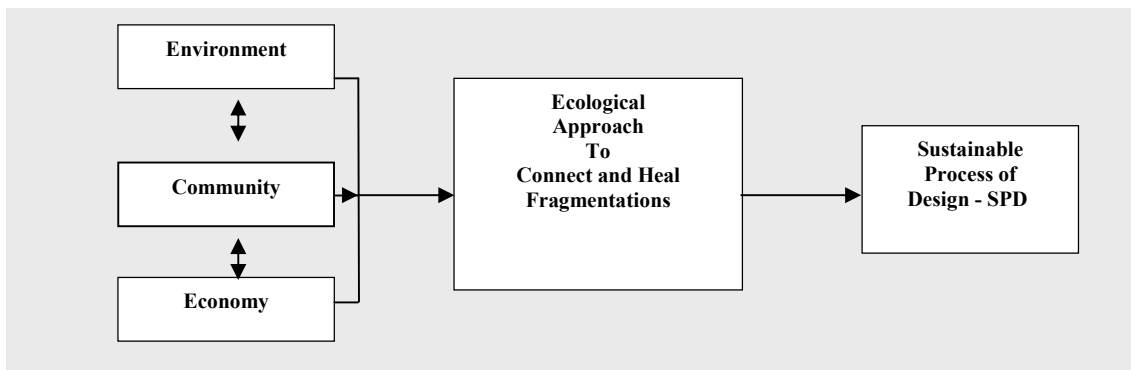 Environment
Community
Economy
Ecological
Approach
To
Connect and Heal
Fragmentations
Sustainable
Process of
Design - SPD